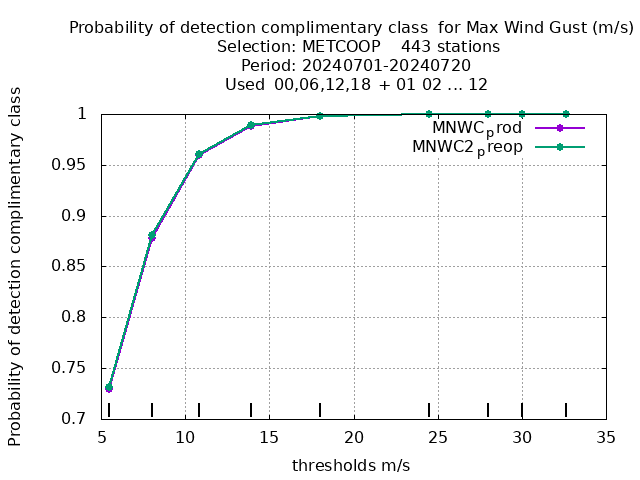 Probability of detection complimentary class for Max Wind Gust (m/s)
Selection: METCOOP 443 stations
Period: 20240701-20240720
Used 00,06,12,18 + 01 02 ... 12
Probability of detection complimentary class
1
0.95
0.9
0.85
0.8
0.75
0.7
MNWCprod
MNWC2preop
5 10 15 20 25 30 35
thresholds m/s